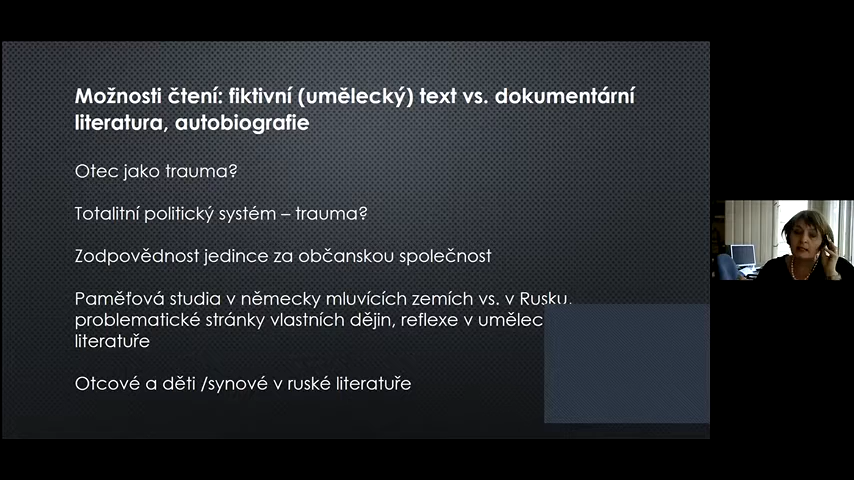 Možnosti čtení: fiktivní (umělecký) text vs. dokumentární
literatura, autobiografie
Otec jako trauma?
Totalitní politický systém – trauma?
Zodpovědnost jedince za občanskou společnost
Paměťová studia v německy mluvících zemích vs. v Rusku,
problematické stránky vlastních dějin, reflexe v umělec
literatuře
Otcové a děti /synové v ruské literatuře